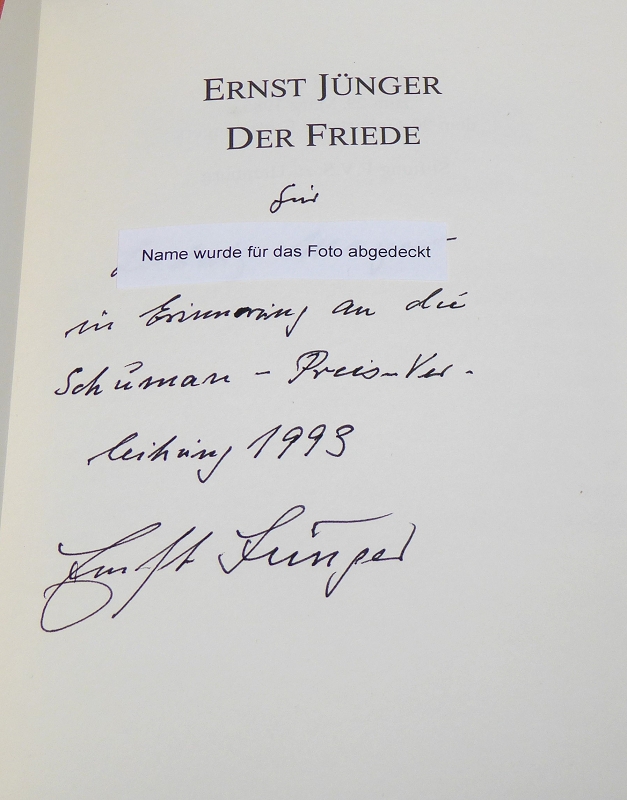 ERNST JÜNGER
DER FRIEDE
für
Name wurde für das Foto abgedeckt
in Erinnerung an die
Schuman - Preis-Ver-
leihung 1993
Ernst Jünger